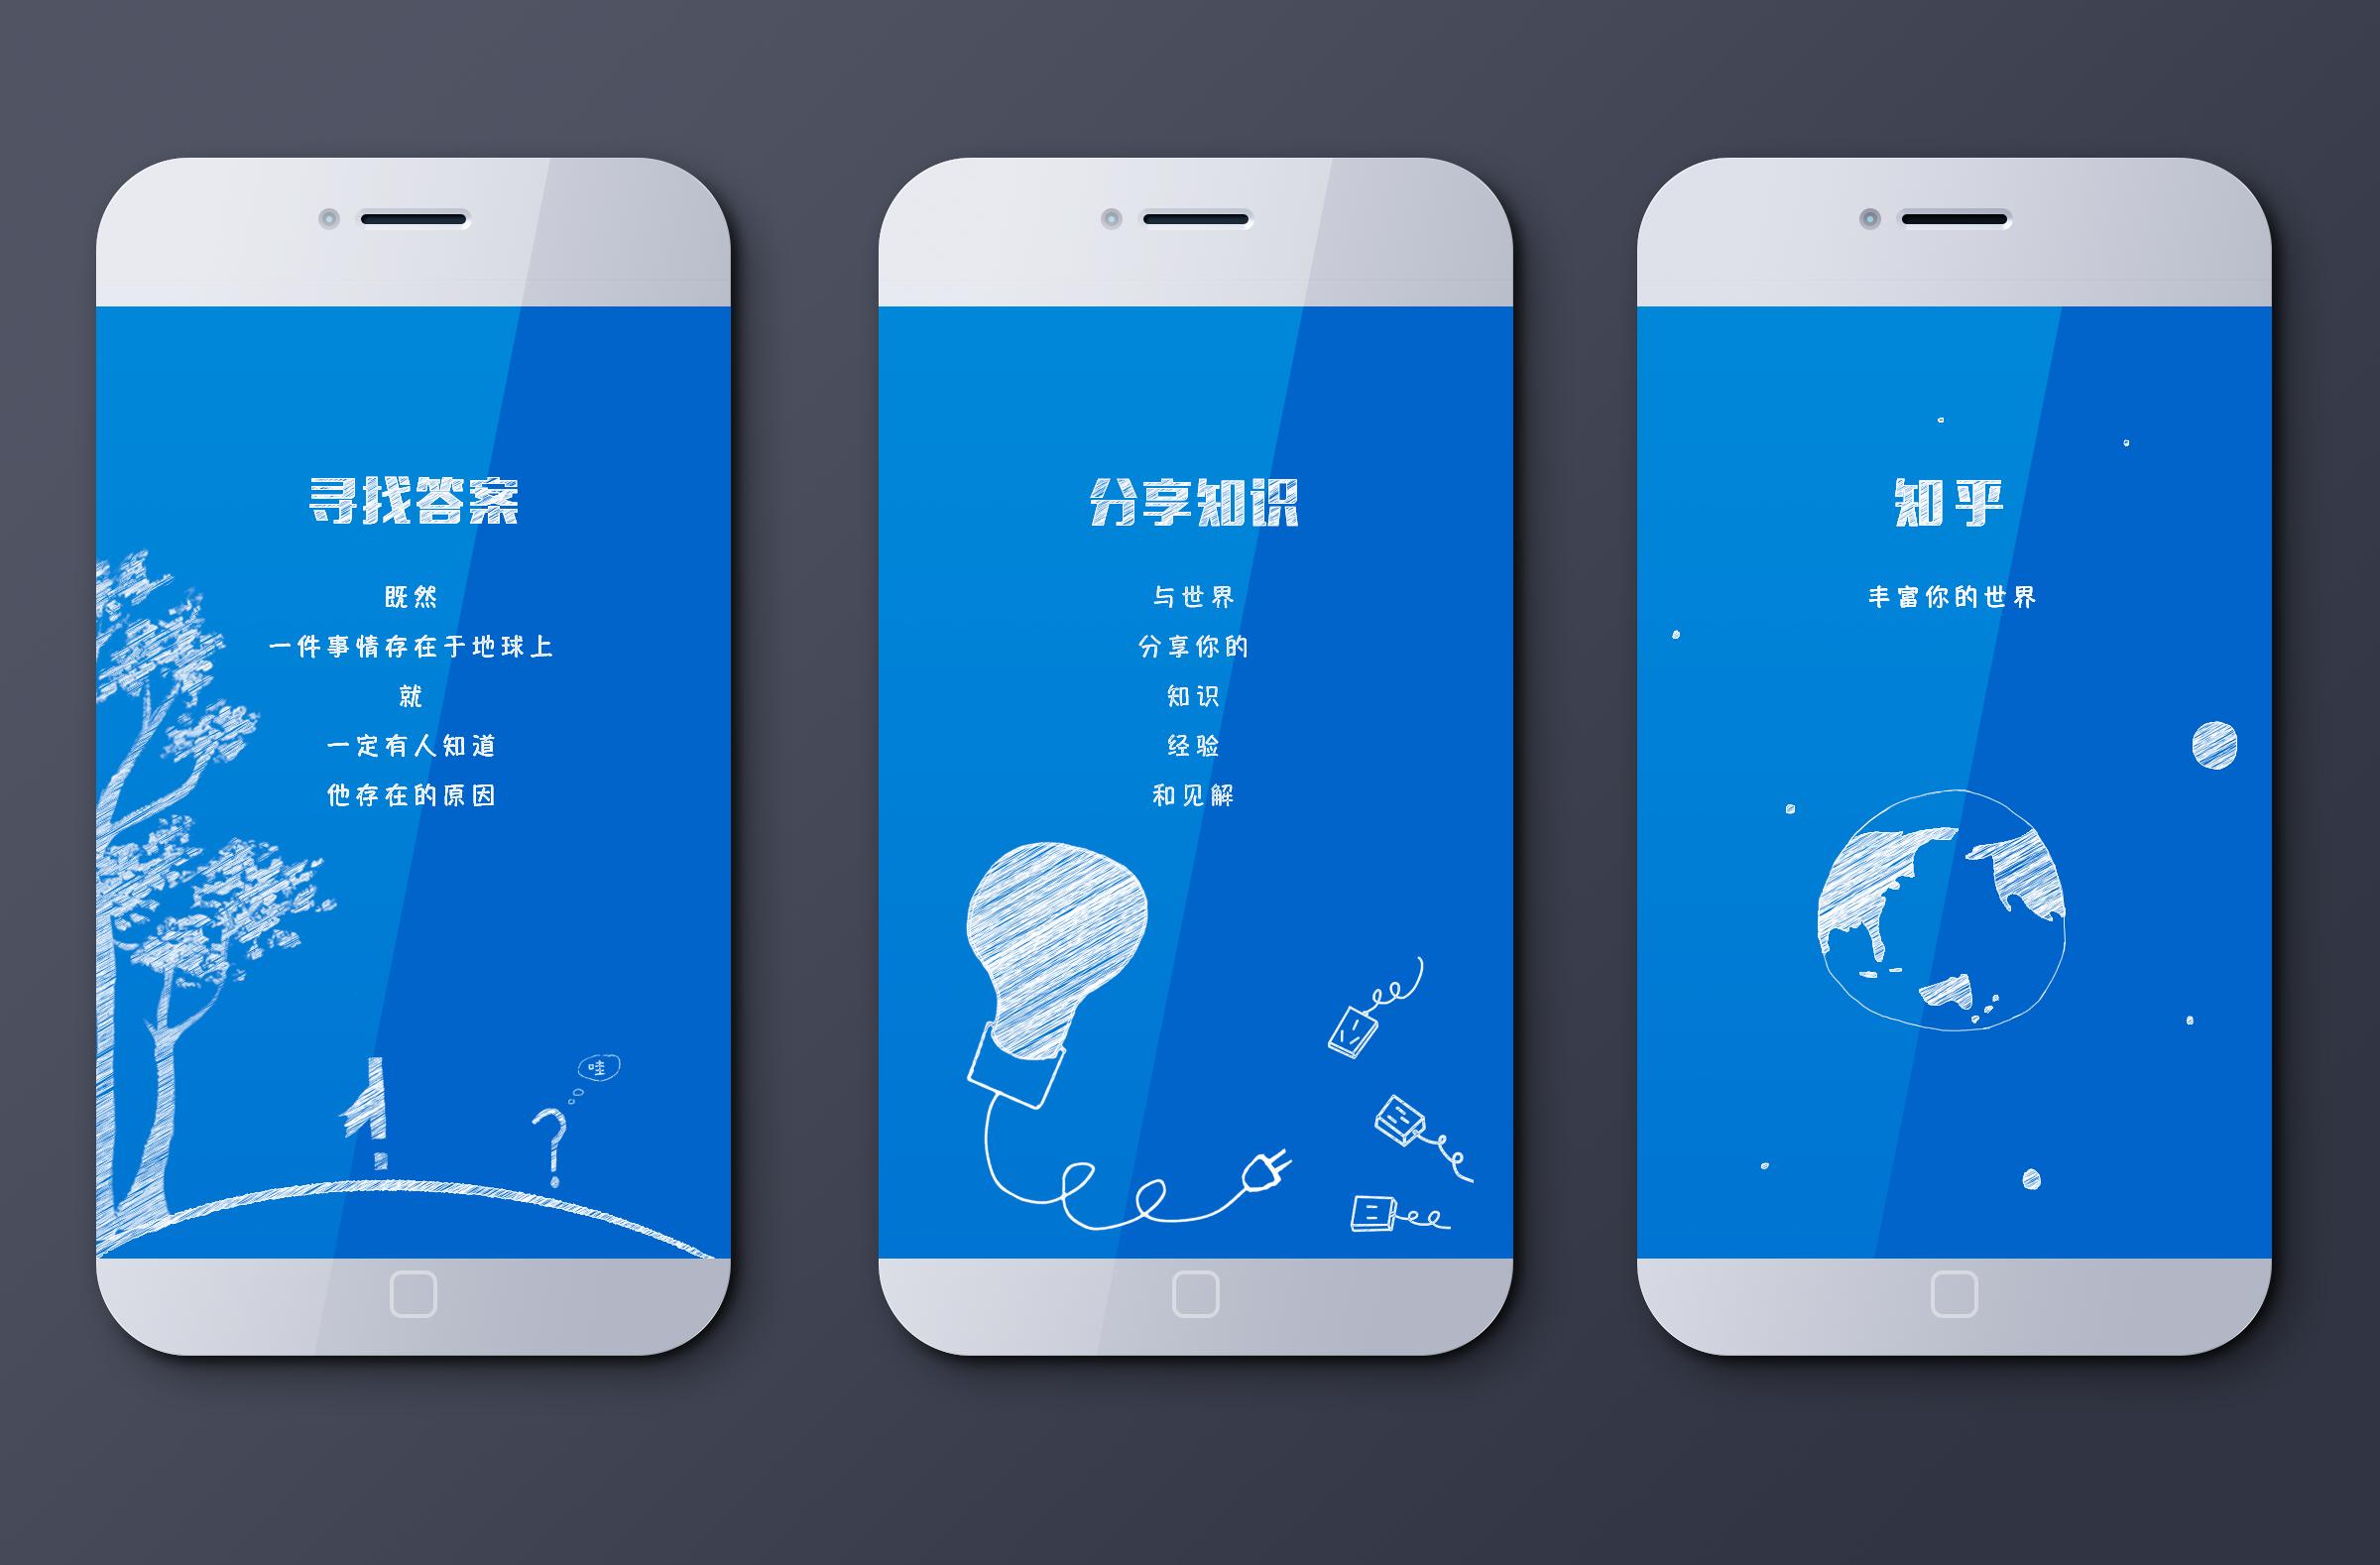 寻找答案
既然
一件事情存在于地球上
就
一定有人知道
他存在的原因
哇
?
分享知识
与世界
分享你的
知识
经验
和见解
知乎
丰富你的世界